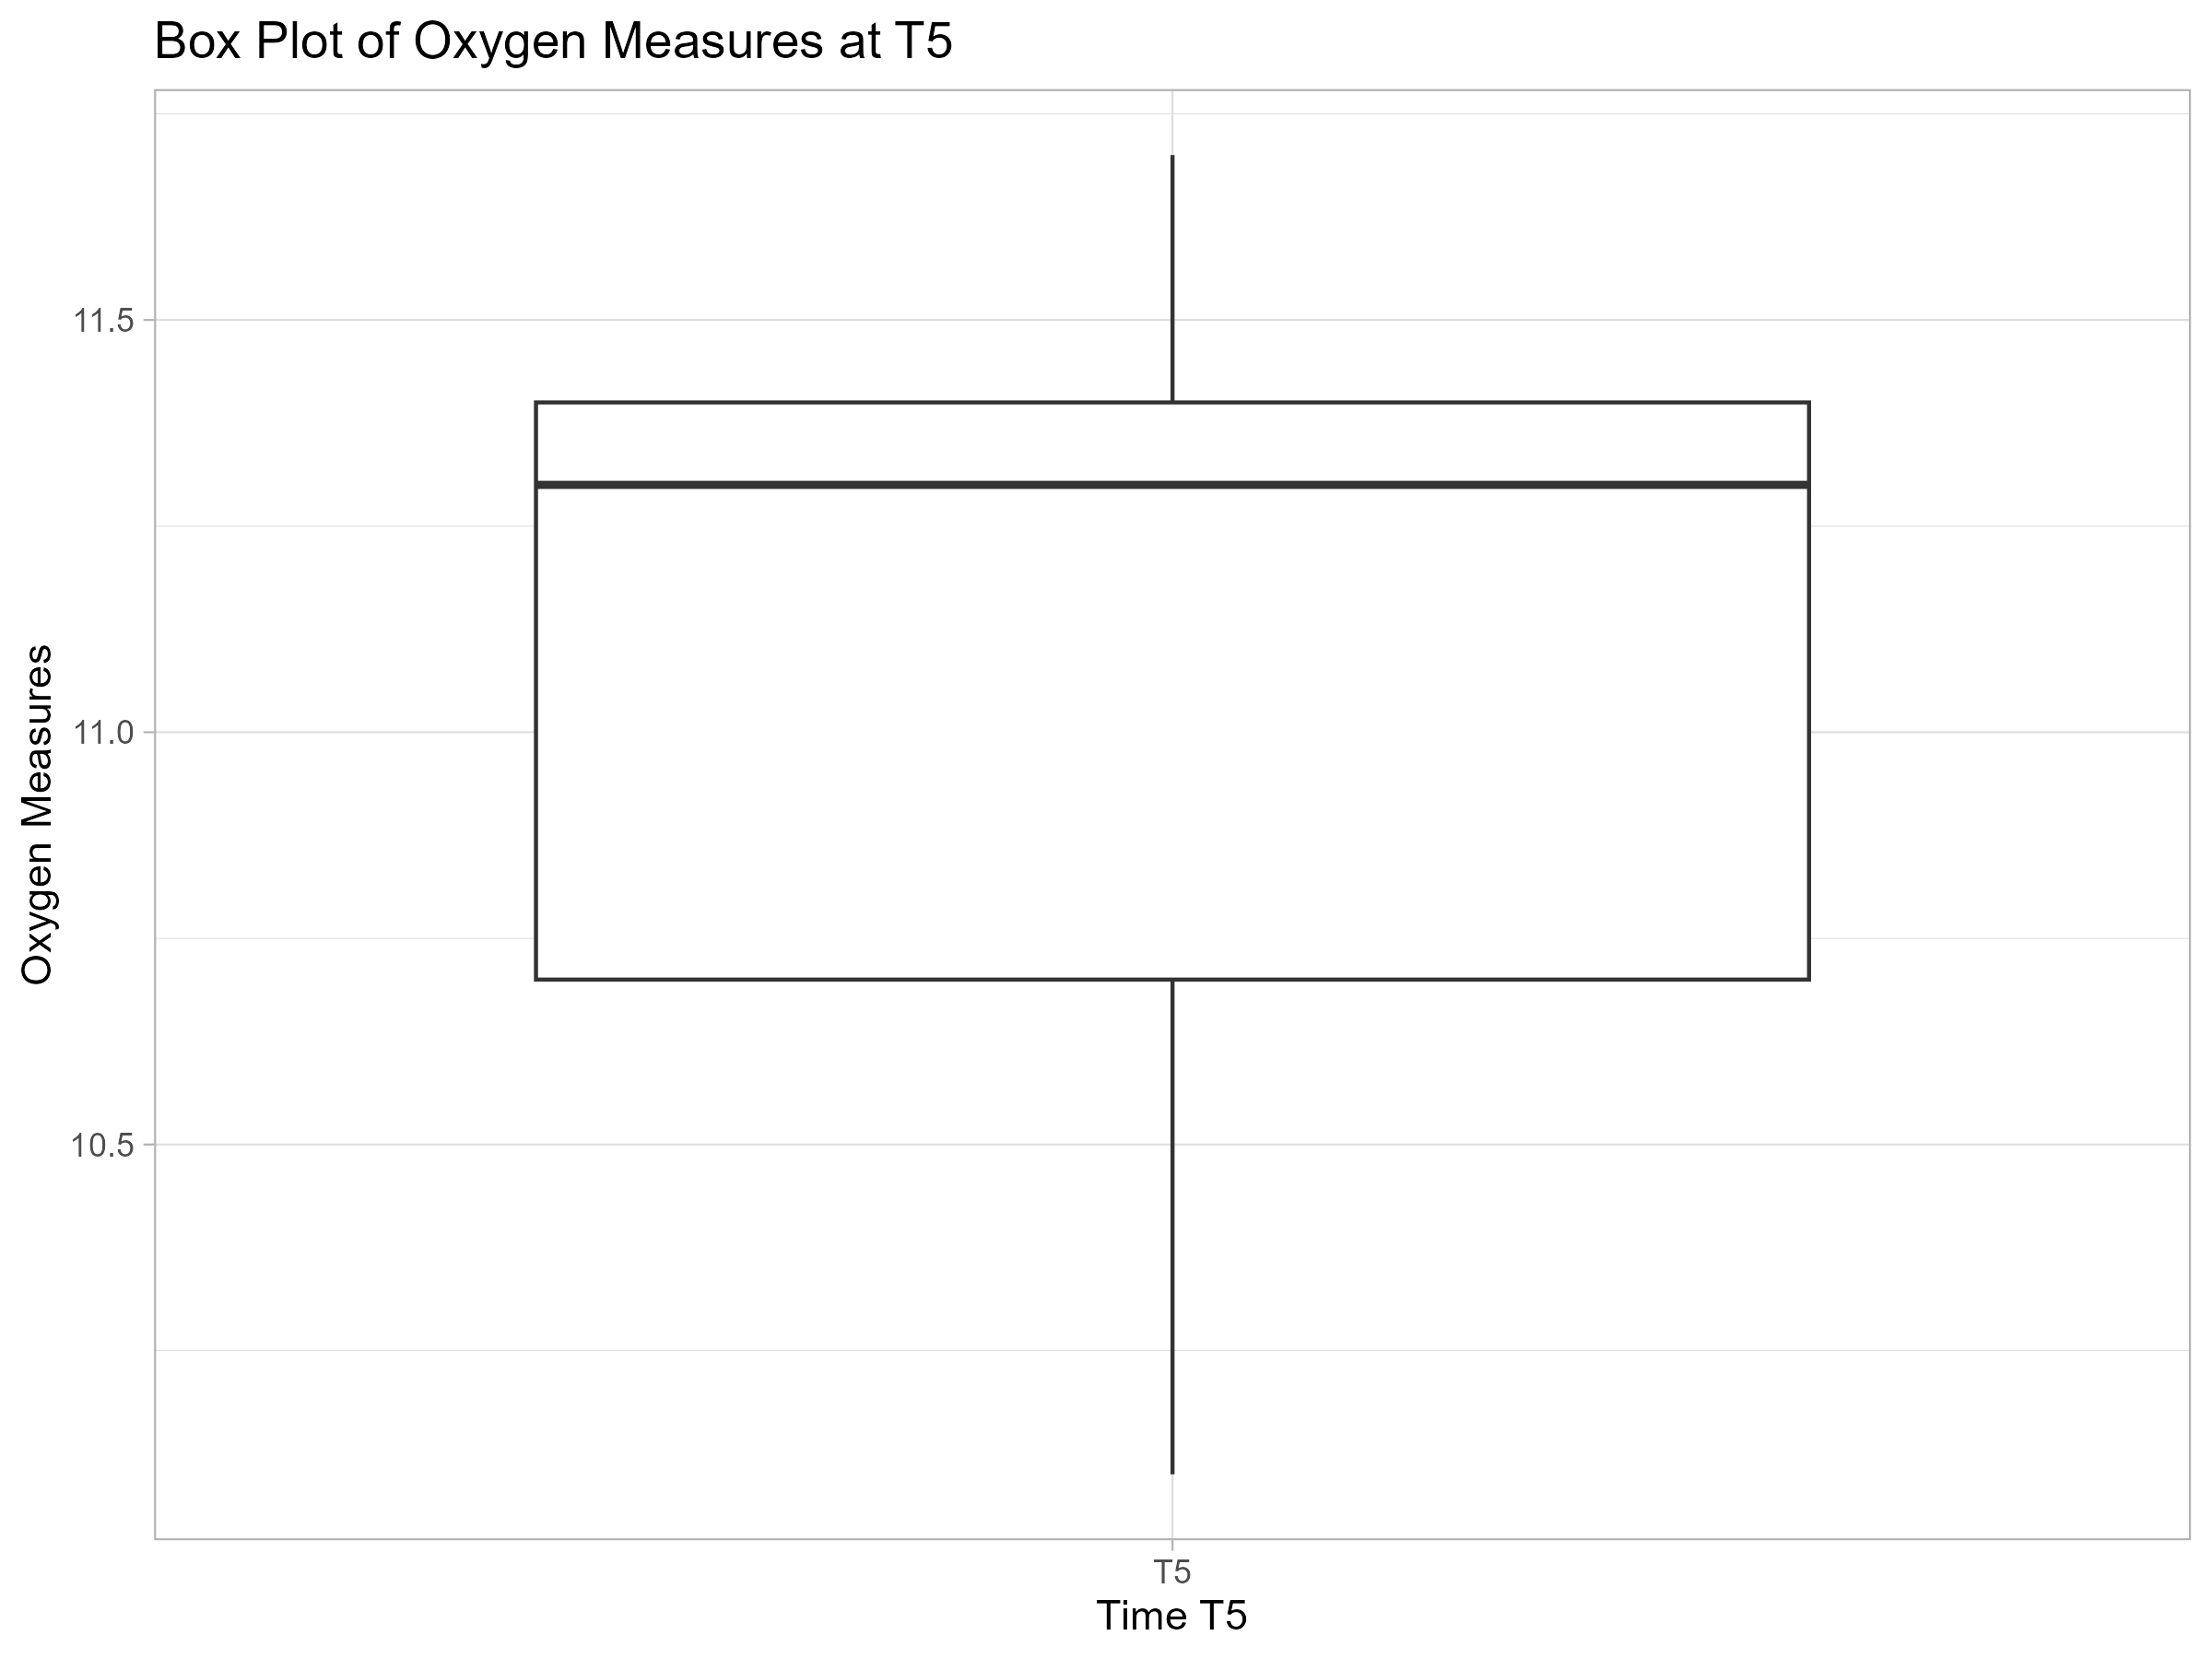 Box Plot of Oxygen Measures at T5
Oxygen Measures
11.5
11.0
10.5
T5
Time T5